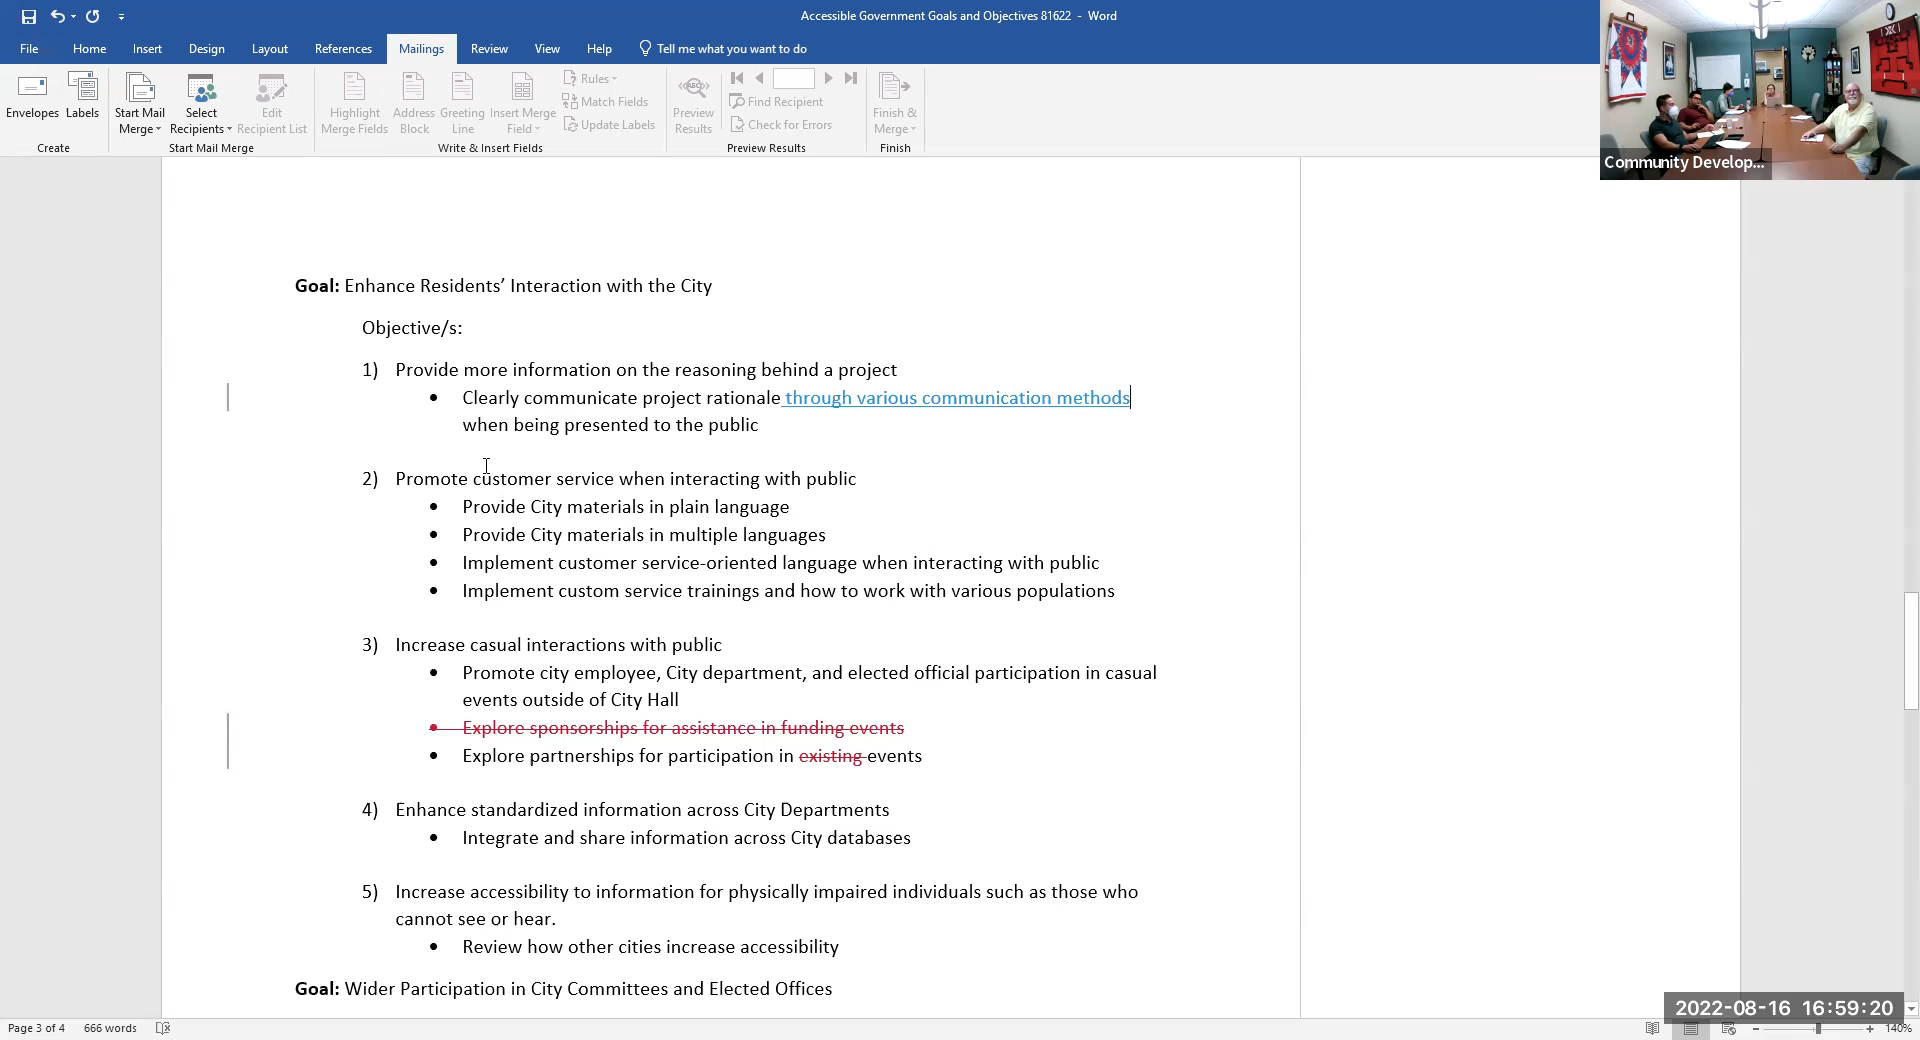 Accessible Government Goals and Objectives 81622 - Word
File Home Insert Design Layout References Mailings Review View Help Tell me what you want to do
Envelopes Labels Start Mail Merge Select Recipients Edit Recipient List Highlight Merge Fields Address Block Greeting Line Insert Merge Field Rules Match Fields Update Labels Preview Results Find Recipient Check for Errors Finish & Merge
Create Start Mail Merge Write & Insert Fields Preview Results Finish
Community Develop...
Goal: Enhance Residents’ Interaction with the City
Objective/s:
1) Provide more information on the reasoning behind a project
• Clearly communicate project rationale through various communication methods
when being presented to the public
2) Promote customer service when interacting with public
• Provide City materials in plain language
• Provide City materials in multiple languages
• Implement customer service-oriented language when interacting with public
• Implement custom service trainings and how to work with various populations
3) Increase casual interactions with public
• Promote city employee, City department, and elected official participation in casual
events outside of City Hall
• Explore sponsorships for assistance in funding events
• Explore partnerships for participation in existing events
4) Enhance standardized information across City Departments
• Integrate and share information across City databases
5) Increase accessibility to information for physically impaired individuals such as those who
cannot see or hear.
• Review how other cities increase accessibility
Goal: Wider Participation in City Committees and Elected Offices
2022-08-16 16:59:20
Page 3 of 4 666 words 140%